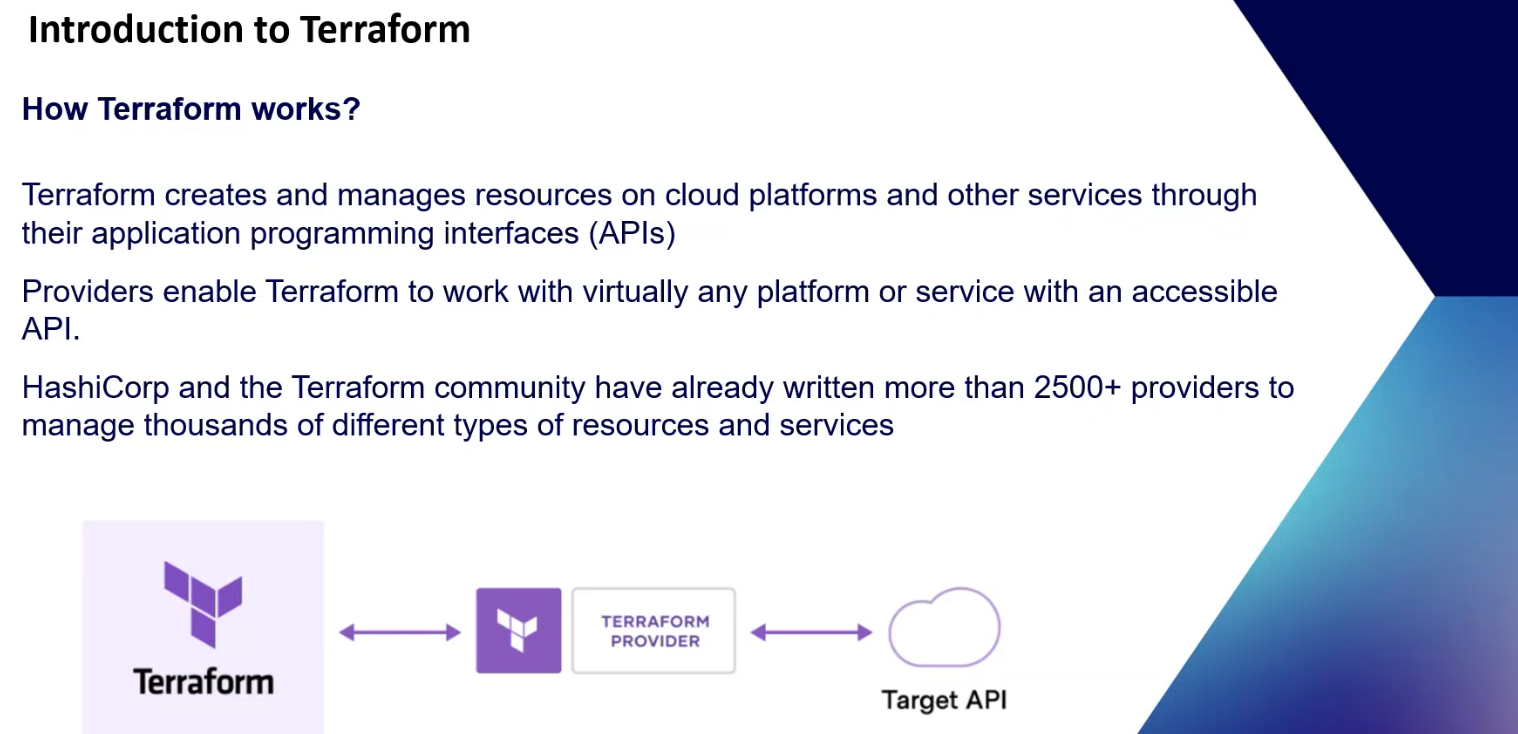 Introduction to Terraform
How Terraform works?
Terraform creates and manages resources on cloud platforms and other services through
their application programming interfaces (APIs)
Providers enable Terraform to work with virtually any platform or service with an accessible
API.
HashiCorp and the Terraform community have already written more than 2500+ providers to
manage thousands of different types of resources and services
Terraform
TERRAFORM
PROVIDER
Target API